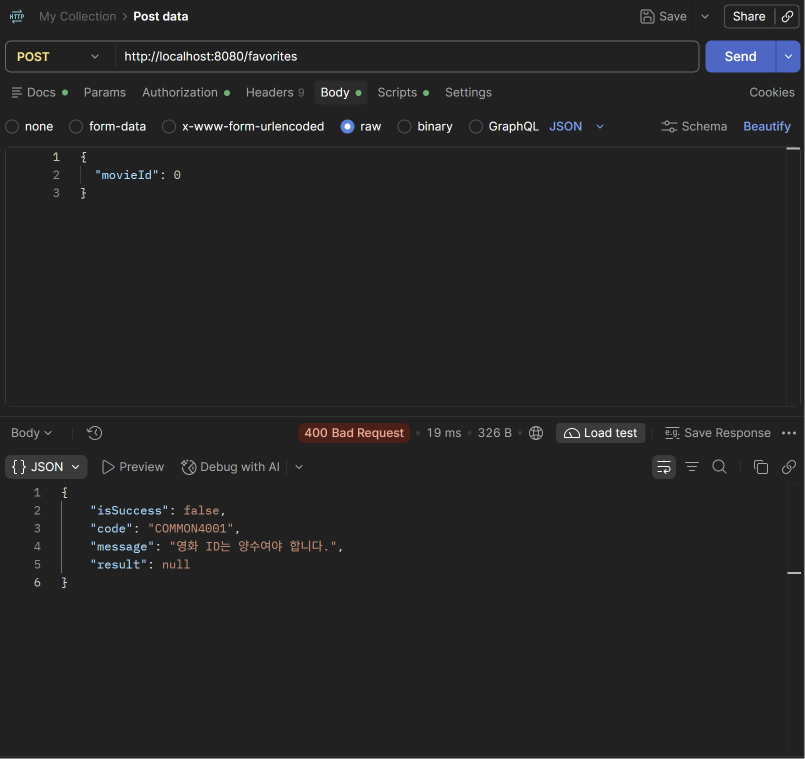 HTTP My Collection > Post data Save Share
POST http://localhost:8080/favorites Send
Docs Params Authorization Headers 9 Body Scripts Settings Cookies
none form-data x-www-form-urlencoded raw binary GraphQL JSON Schema Beautify
1 {
2 "movieId": 0
3 }
Body 400 Bad Request • 19 ms • 326 B • Load test e.g. Save Response
{} JSON Preview Debug with AI
1 {
2 "isSuccess": false,
3 "code": "COMMON4001",
4 "message": "영화 ID는 양수여야 합니다.",
5 "result": null
6 }